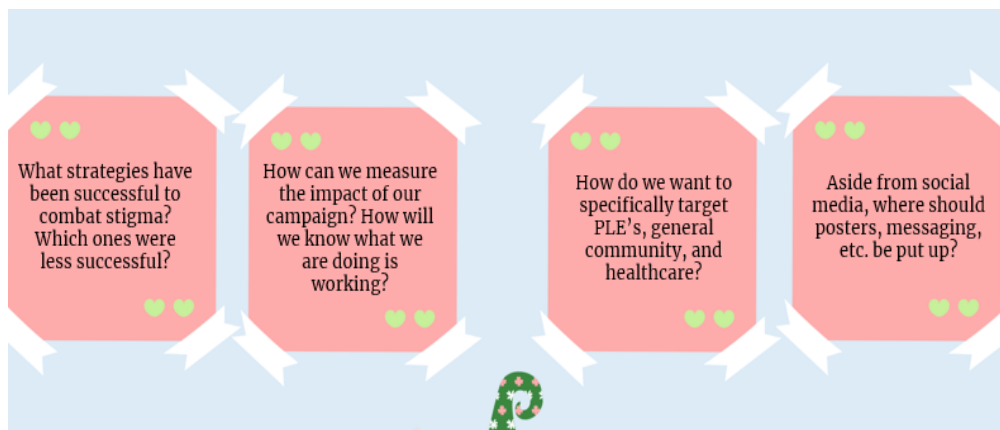 What strategies have
been successful to
combat stigma?
Which ones were
less successful?
How can we measure
the impact of our
campaign? How will
we know what we
are doing is
working?
How do we want to
specifically target
PLE's, general
community, and
healthcare?
Aside from social
media, where should
posters, messaging,
etc. be put up?